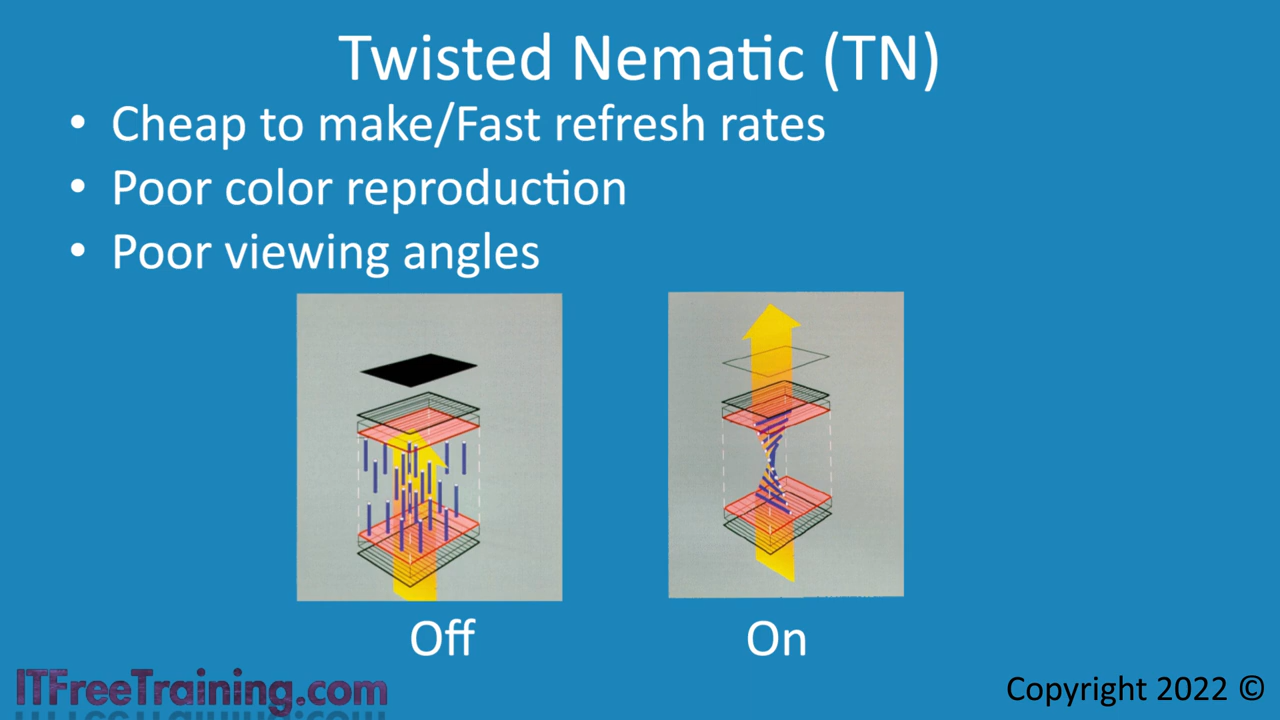 Twisted Nematic (TN)
• Cheap to make/Fast refresh rates
• Poor color reproduction
• Poor viewing angles
Off
On
ITFreeTraining.com
Copyright 2022 ©